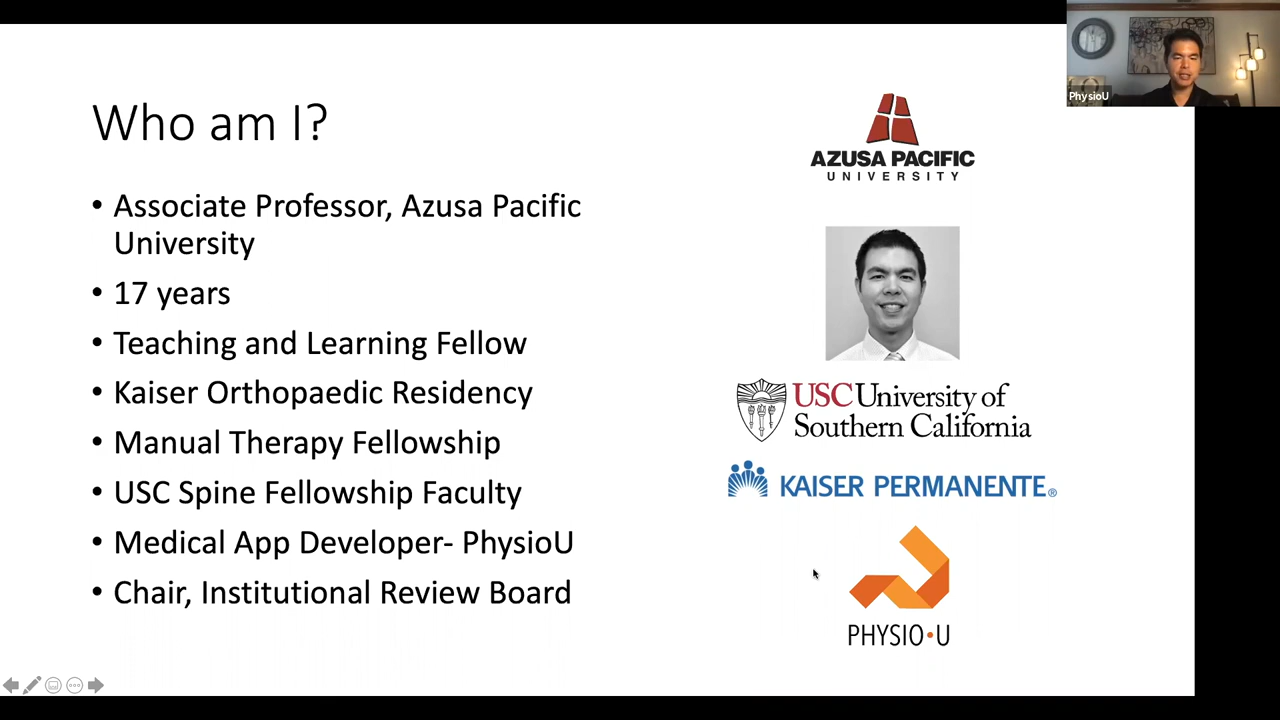 Who am I?
• Associate Professor, Azusa Pacific
University
• 17 years
• Teaching and Learning Fellow
• Kaiser Orthopaedic Residency
• Manual Therapy Fellowship
• USC Spine Fellowship Faculty
• Medical App Developer- PhysioU
• Chair, Institutional Review Board
AZUSA PACIFIC
UNIVERSITY
USC University of
Southern California
KAISER PERMANENTE®
PHYSIO•U
PhysioU